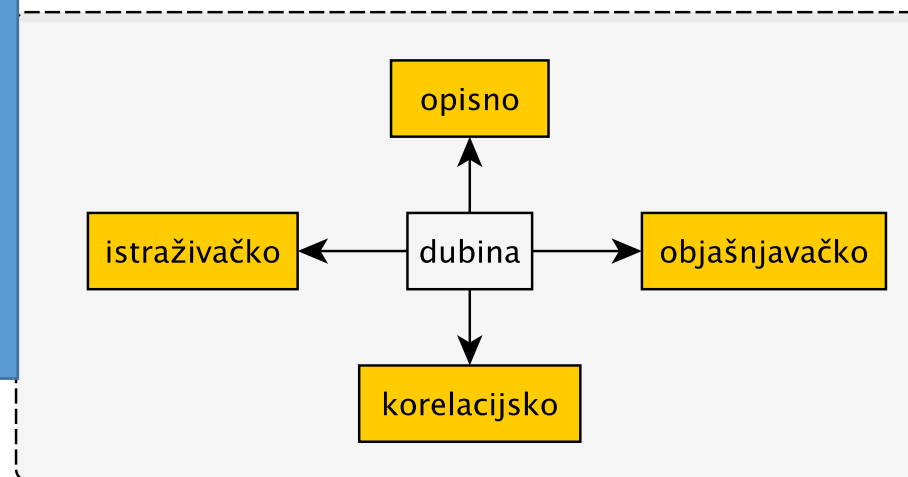 opisno
istraživačko
dubina
objašnjavačko
korelacijsko